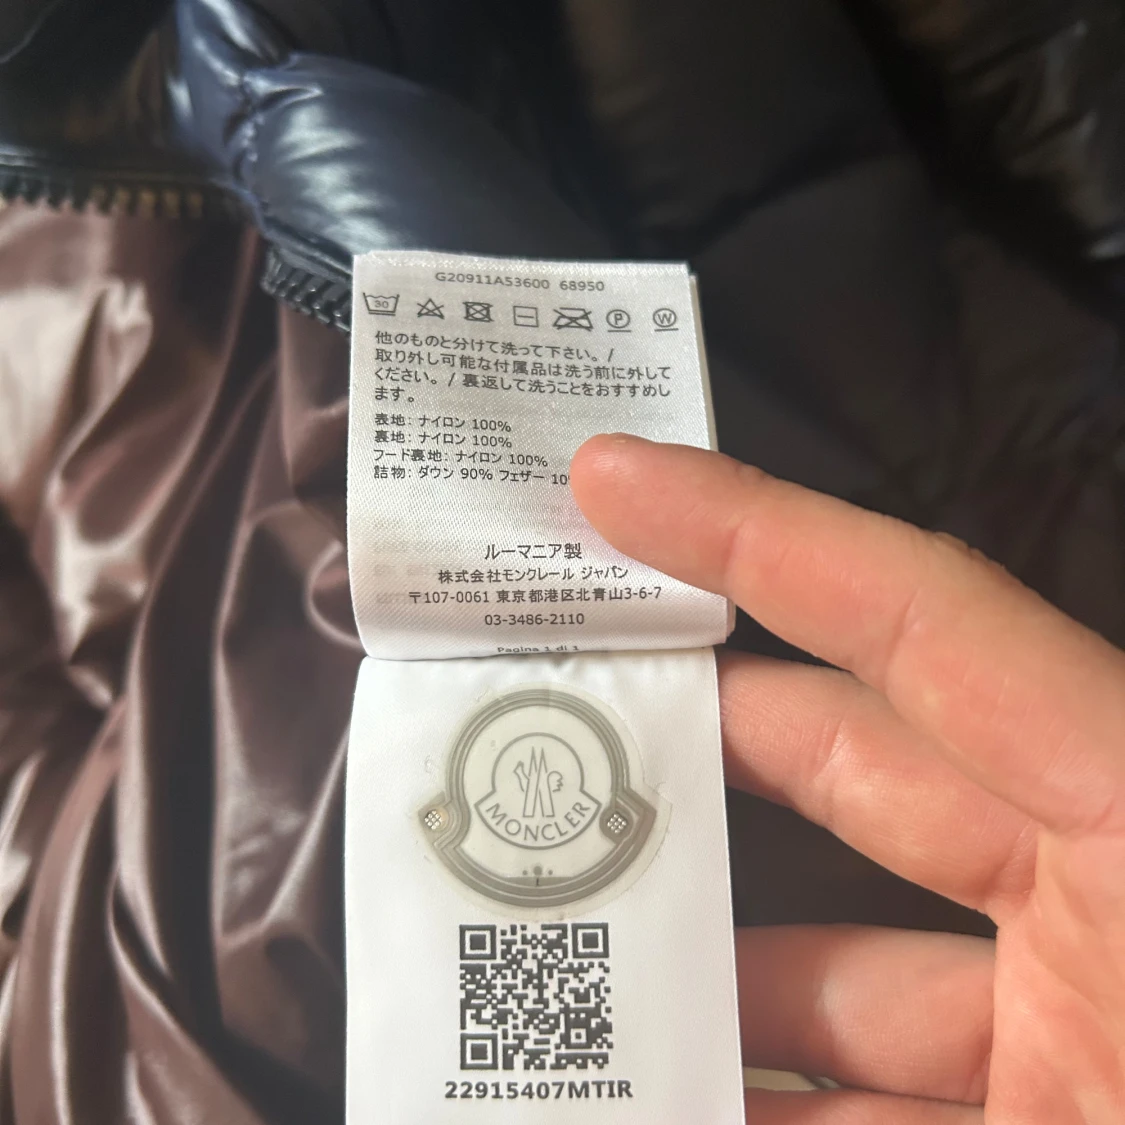 G20911A53600 68950
30
P
W
他のものと分けて洗って下さい。/
取り外し可能な付属品は洗う前に外して
ください。/ 裏返して洗うことをおすすめし
ます。
表地: ナイロン 100%
裏地: ナイロン 100%
フード裏地: ナイロン 100%
詰物: ダウン 90% フェザー 10
ルーマニア製
株式会社モンクレール ジャパン
〒107-0061 東京都港区北青山3-6-7
03-3486-2110
Pagina 1 di 1
MONCLER
22915407MTIR